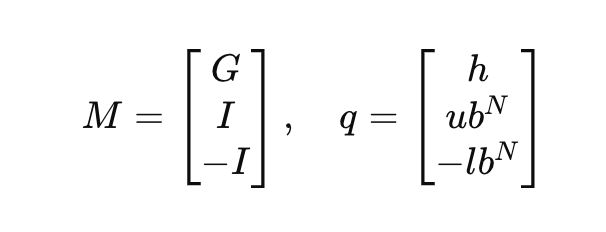 M = [ G I −I ] , q = [ h ub^N −lb^N ]